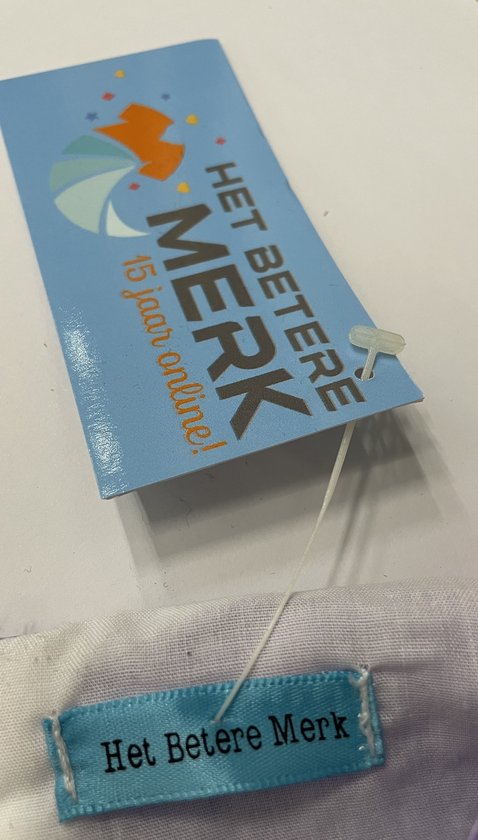 HET BETERE
MERK
15 jaar online!
Het Betere Merk